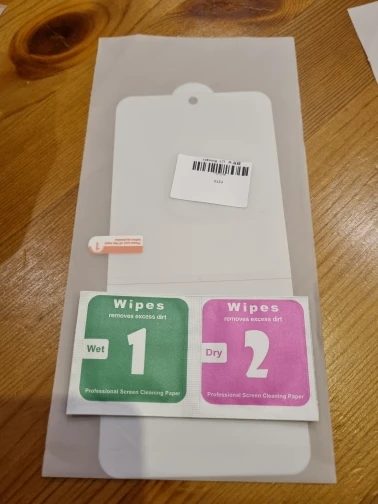 1
Wipes
removes excess dirt
Wet
1
Professional Screen Cleaning Paper
Wipes
removes excess dirt
Dry
2
Professional Screen Cleaning Paper